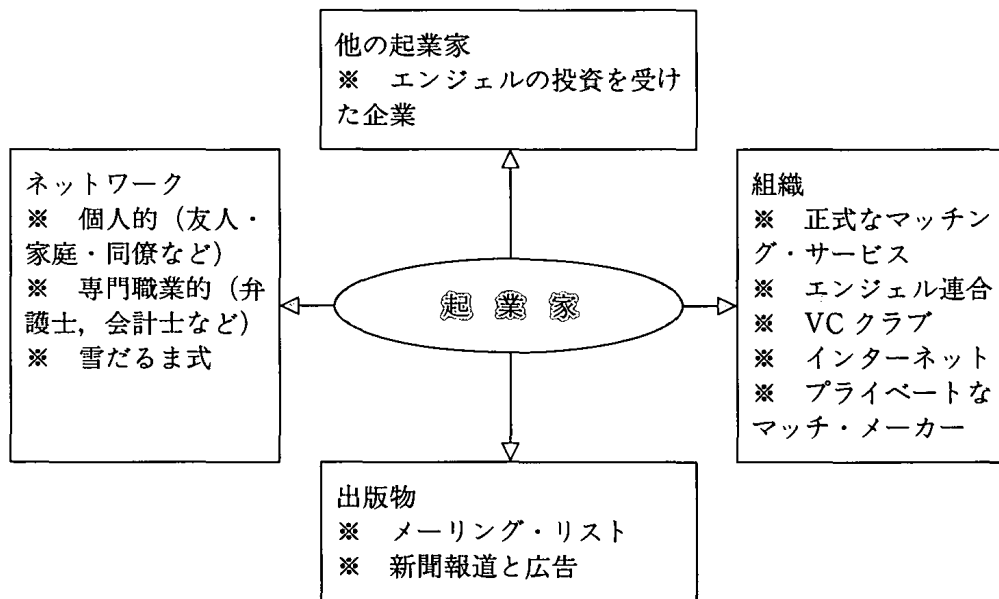 他の起業家
※ エンジェルの投資を受け
た企業
ネットワーク
※ 個人的（友人・
家庭・同僚など）
※ 専門職業的（弁
護士，会計士など）
※ 雪だるま式
起業家
組織
※ 正式なマッチン
グ・サービス
※ エンジェル連合
※ VCクラブ
※ インターネット
※ プライベートな
マッチ・メーカー
出版物
※ メーリング・リスト
※ 新聞報道と広告